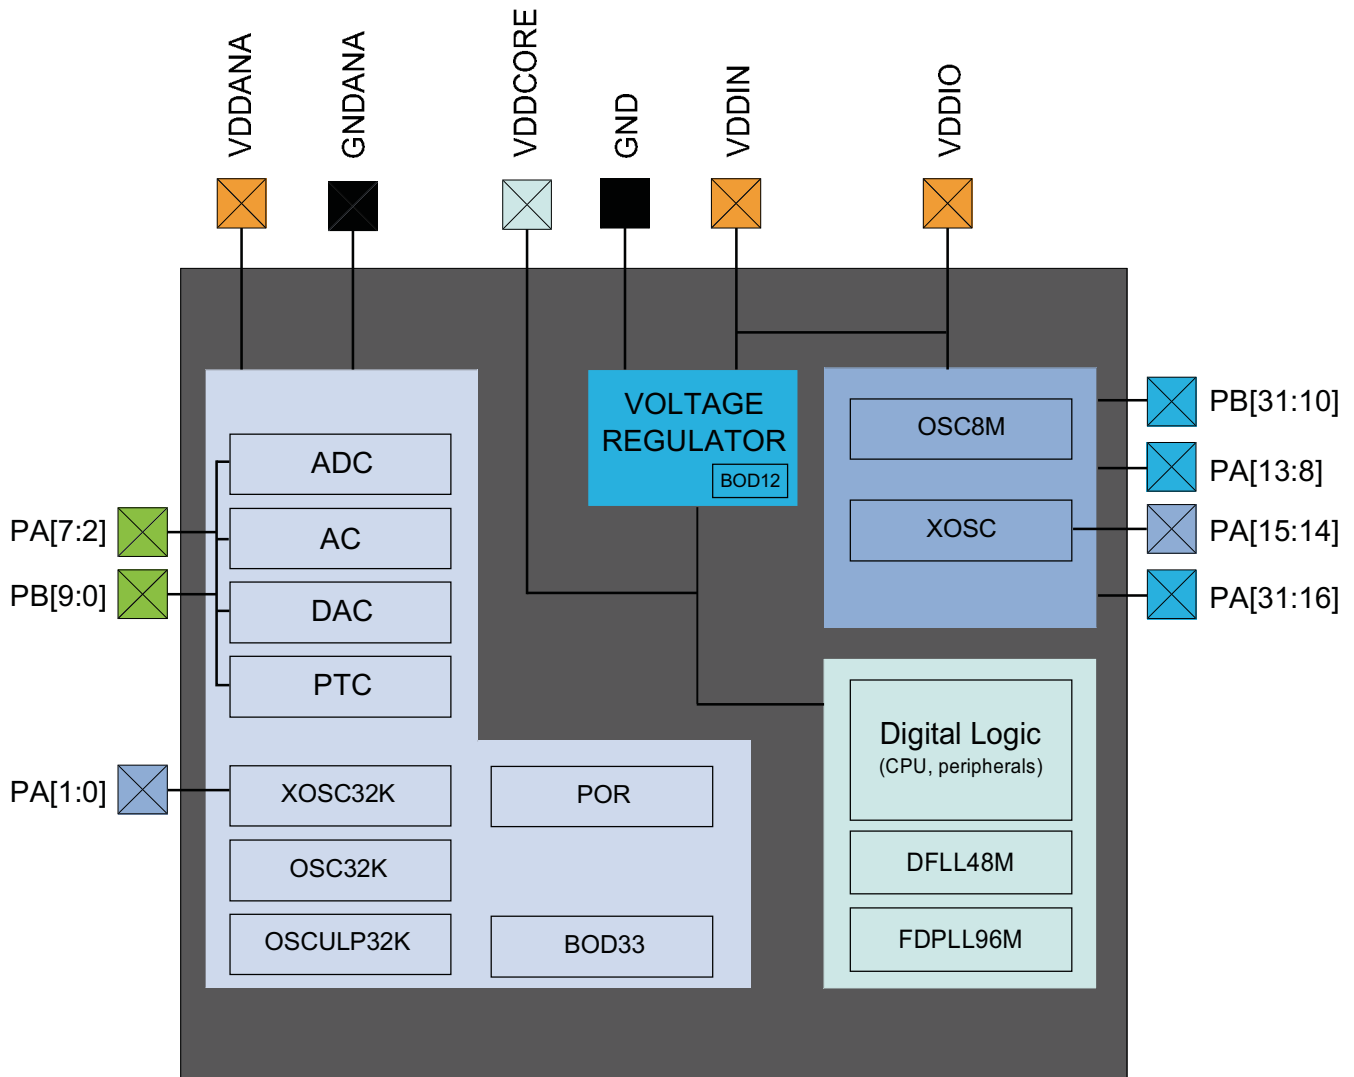 VDDANA
GNDANA
VDDCORE
GND
VDDIN
VDDIO
VOLTAGE
REGULATOR
BOD12
OSC8M
XOSC
PB[31:10]
PA[13:8]
PA[15:14]
PA[31:16]
ADC
AC
DAC
PTC
PA[7:2]
PB[9:0]
PA[1:0]
XOSC32K
OSC32K
OSCULP32K
POR
BOD33
Digital Logic
(CPU, peripherals)
DFLL48M
FDPLL96M